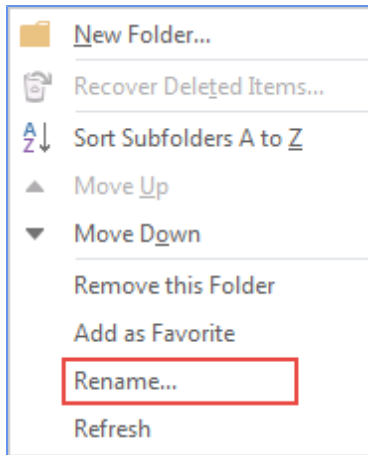 New Folder...
Recover Deleted Items...
A
Z
Sort Subfolders A to Z
Move Up
Move Down
Remove this Folder
Add as Favorite
Rename...
Refresh